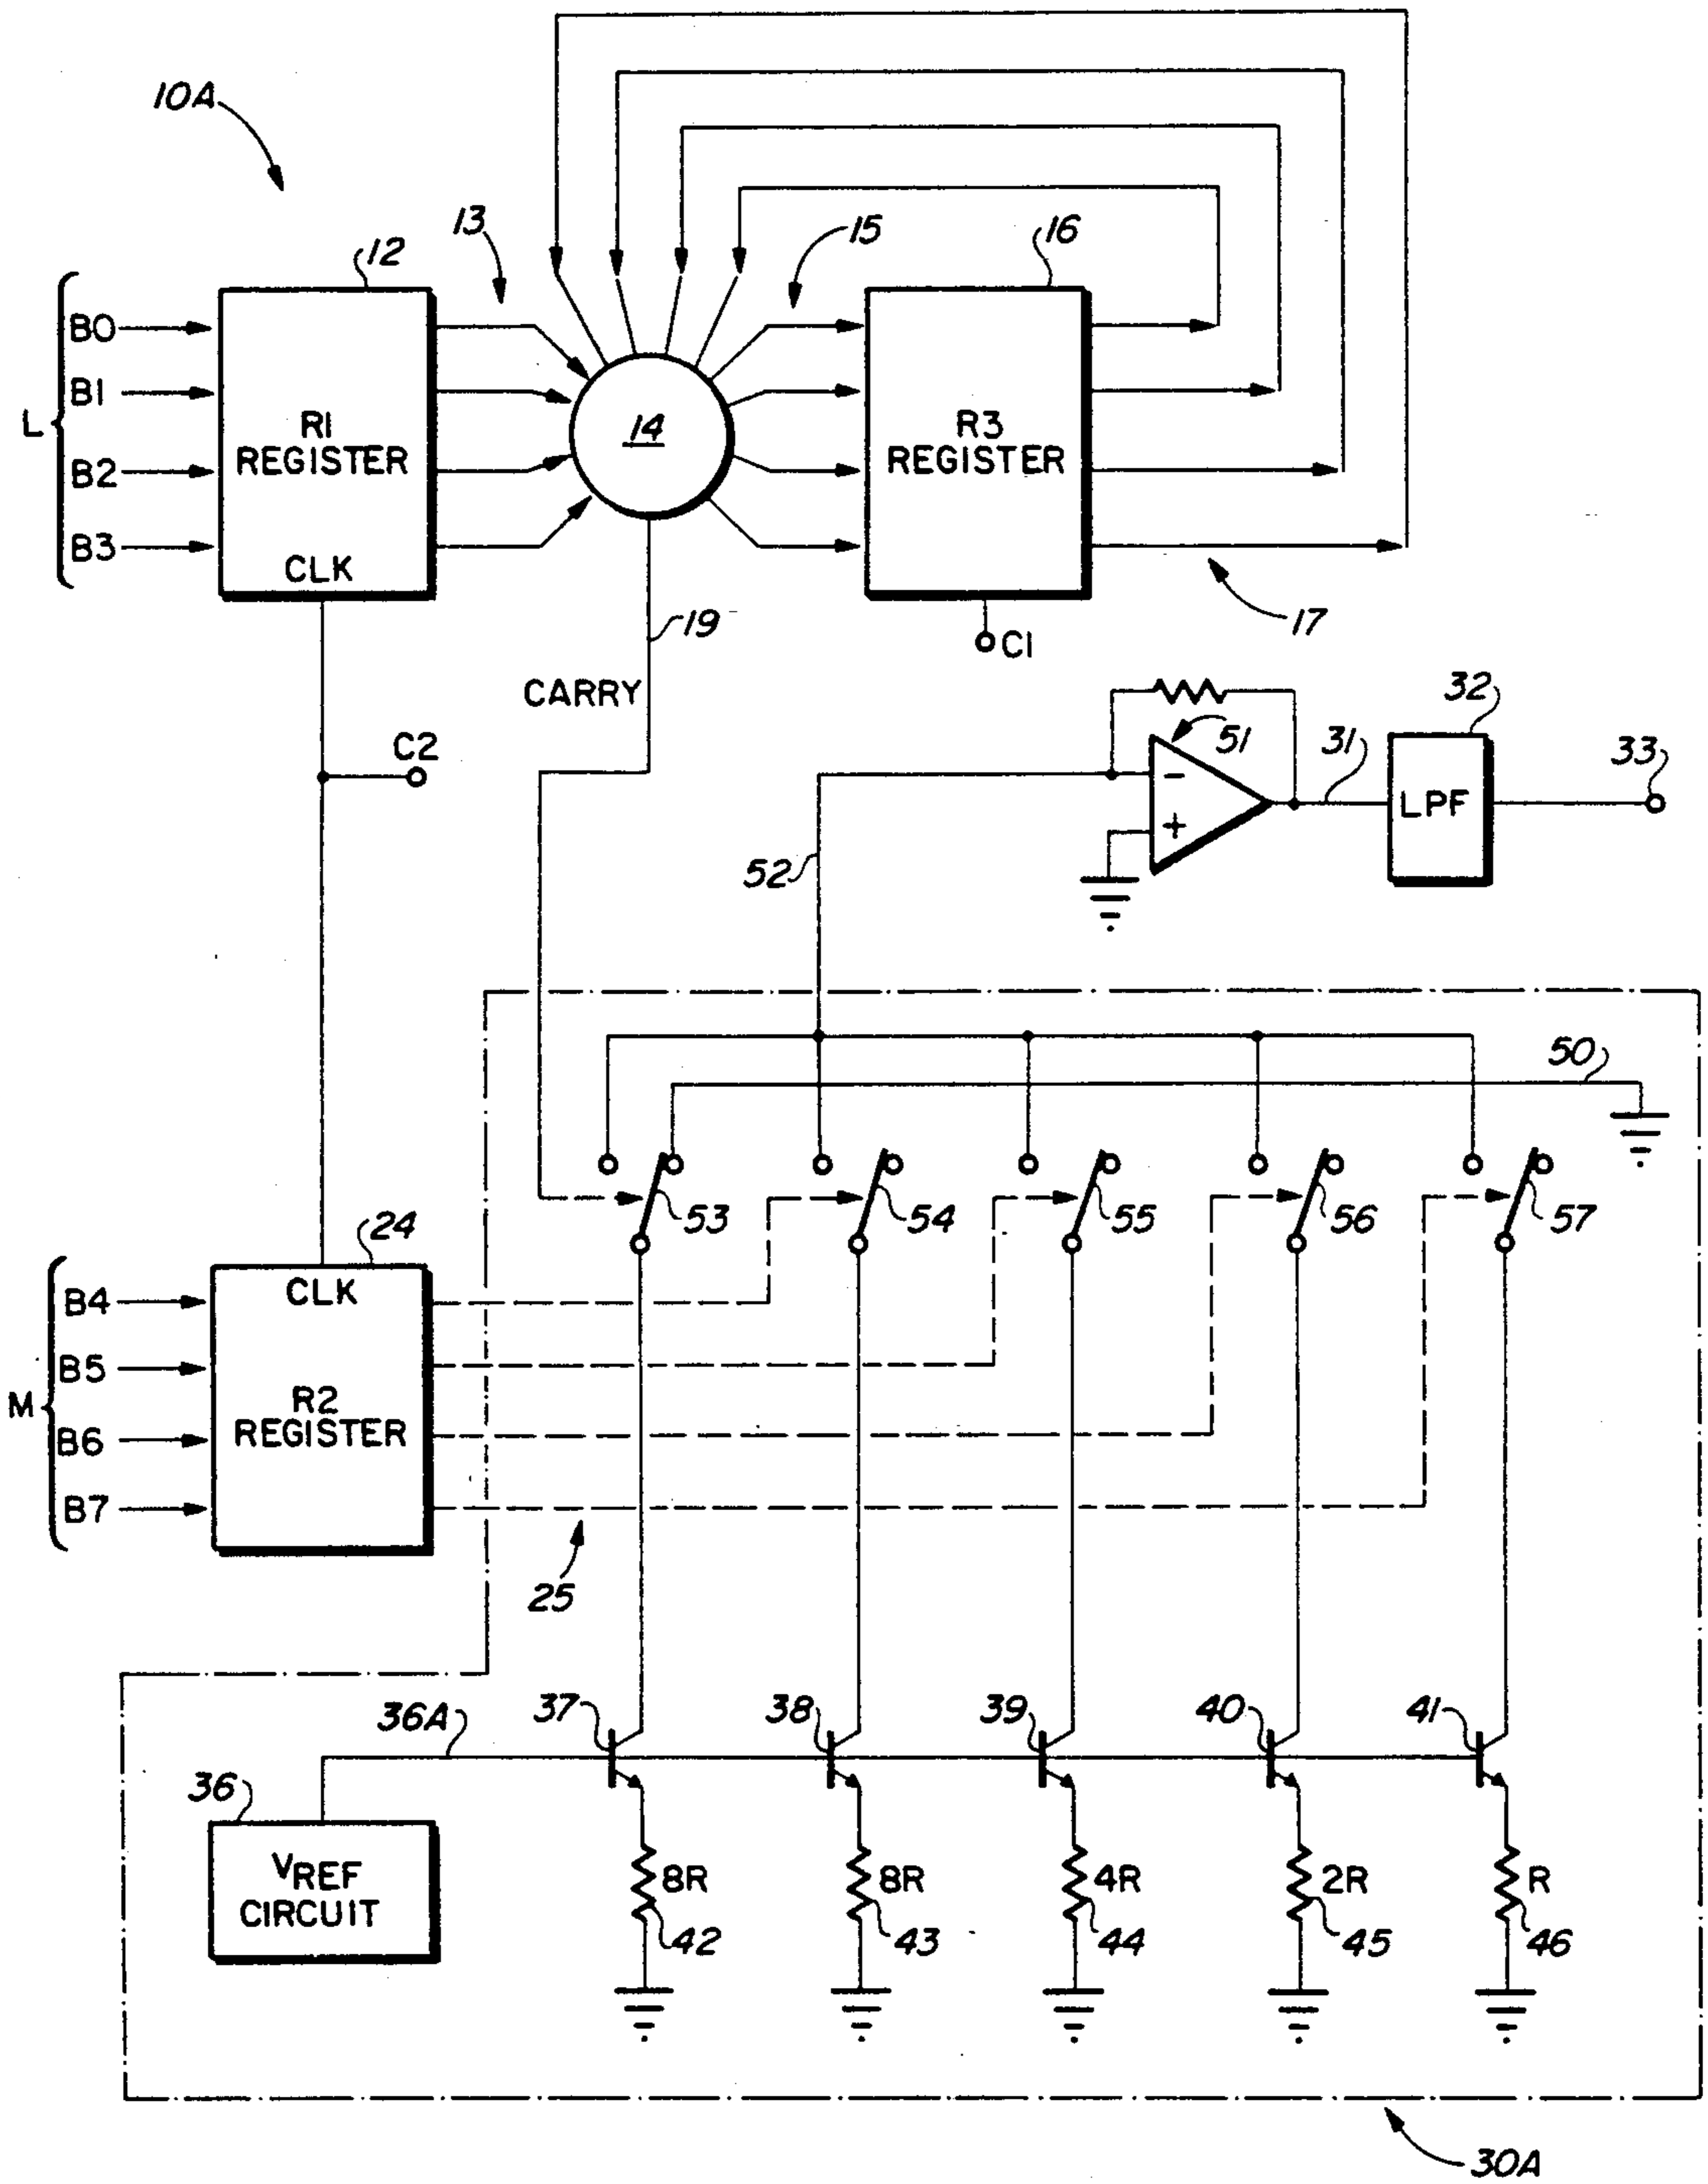 10A
13
15
12
16
B0
B1
L
B2
B3
R1
REGISTER
CLK
14
R3
REGISTER
19
C1
17
CARRY
C2
51
31
32
LPF
33
52
50
53
54
55
56
57
24
CLK
B4
B5
M
B6
B7
R2
REGISTER
25
36A
37
38
39
40
41
36
VREF
CIRCUIT
8R
42
8R
43
4R
44
2R
45
R
46
30A